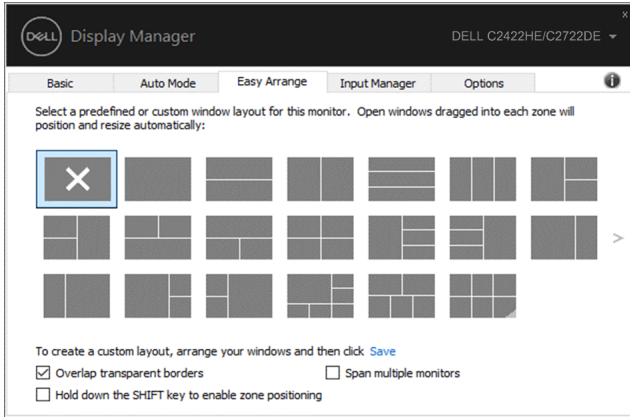 x
DELL Display Manager DELL C2422HE/C2722DE
Basic Auto Mode Easy Arrange Input Manager Options i
Select a predefined or custom window layout for this monitor. Open windows dragged into each zone will
position and resize automatically:
>
To create a custom layout, arrange your windows and then click Save
Overlap transparent borders Span multiple monitors
Hold down the SHIFT key to enable zone positioning